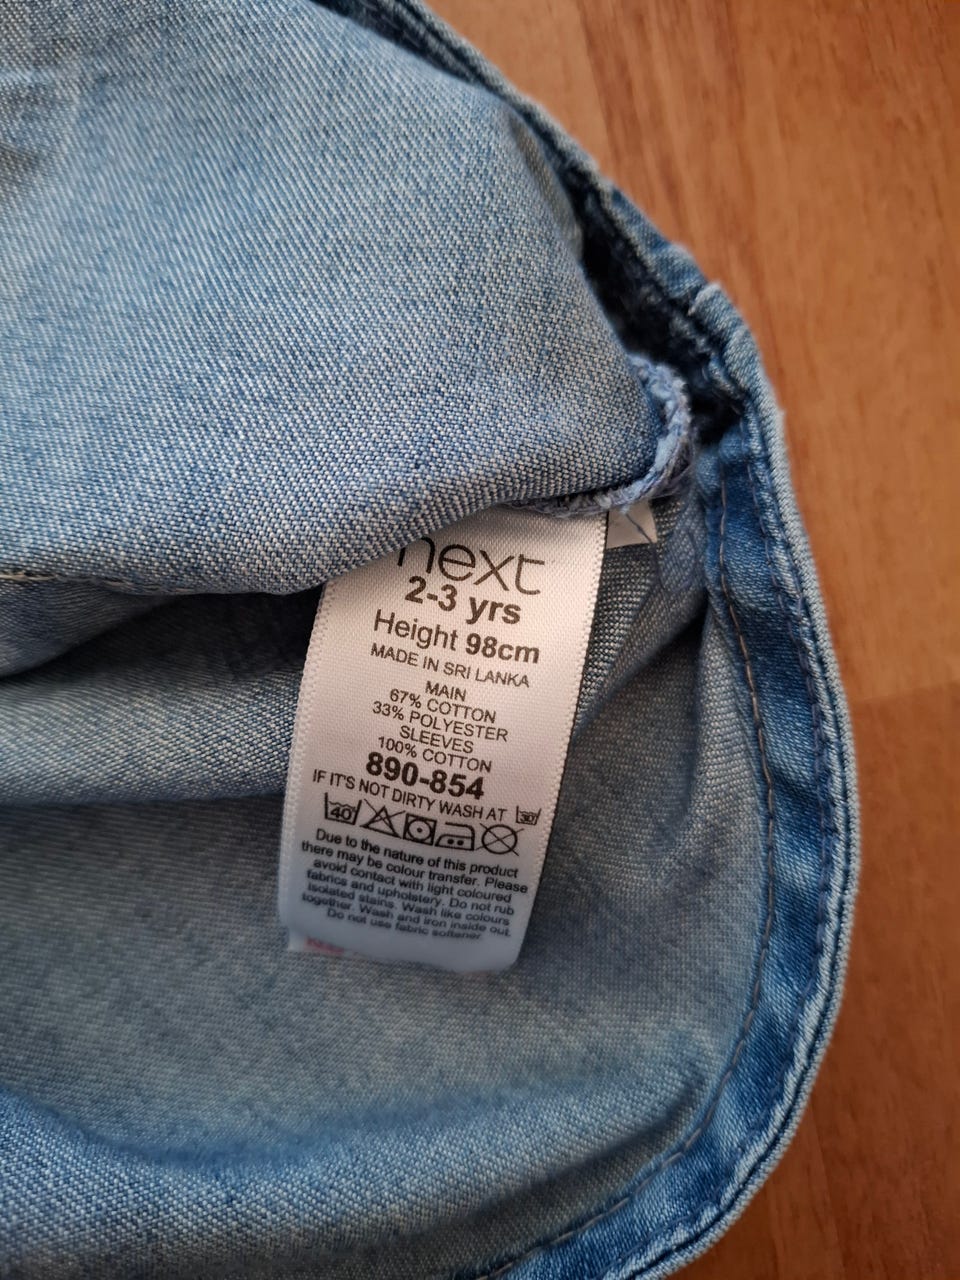 next
2-3 yrs
Height 98cm
MADE IN SRI LANKA
MAIN
67% COTTON
33% POLYESTER
SLEEVES
100% COTTON
890-854
IF IT'S NOT DIRTY WASH AT 30
40
Due to the nature of this product
there may be colour transfer. Please
avoid contact with light coloured
fabrics and upholstery. Do not rub
isolated stains. Wash like colours
together. Wash and iron inside out.
Do not use fabric softener.